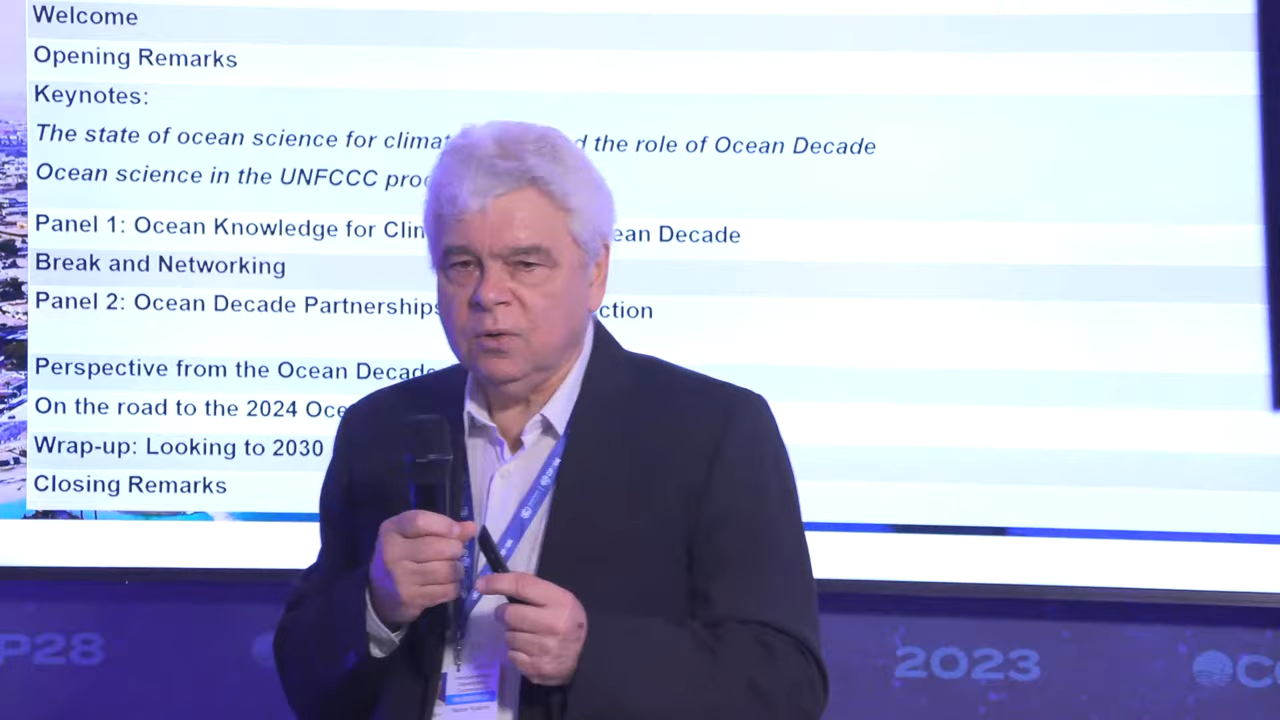 Welcome
Opening Remarks
Keynotes:
The state of ocean science for climat d the role of Ocean Decade
Ocean science in the UNFCCC proc
Panel 1: Ocean Knowledge for Clim ean Decade
Break and Networking
Panel 2: Ocean Decade Partnerships ction
Perspective from the Ocean Decade
On the road to the 2024 Oce
Wrap-up: Looking to 2030
Closing Remarks
P28
2023
CO